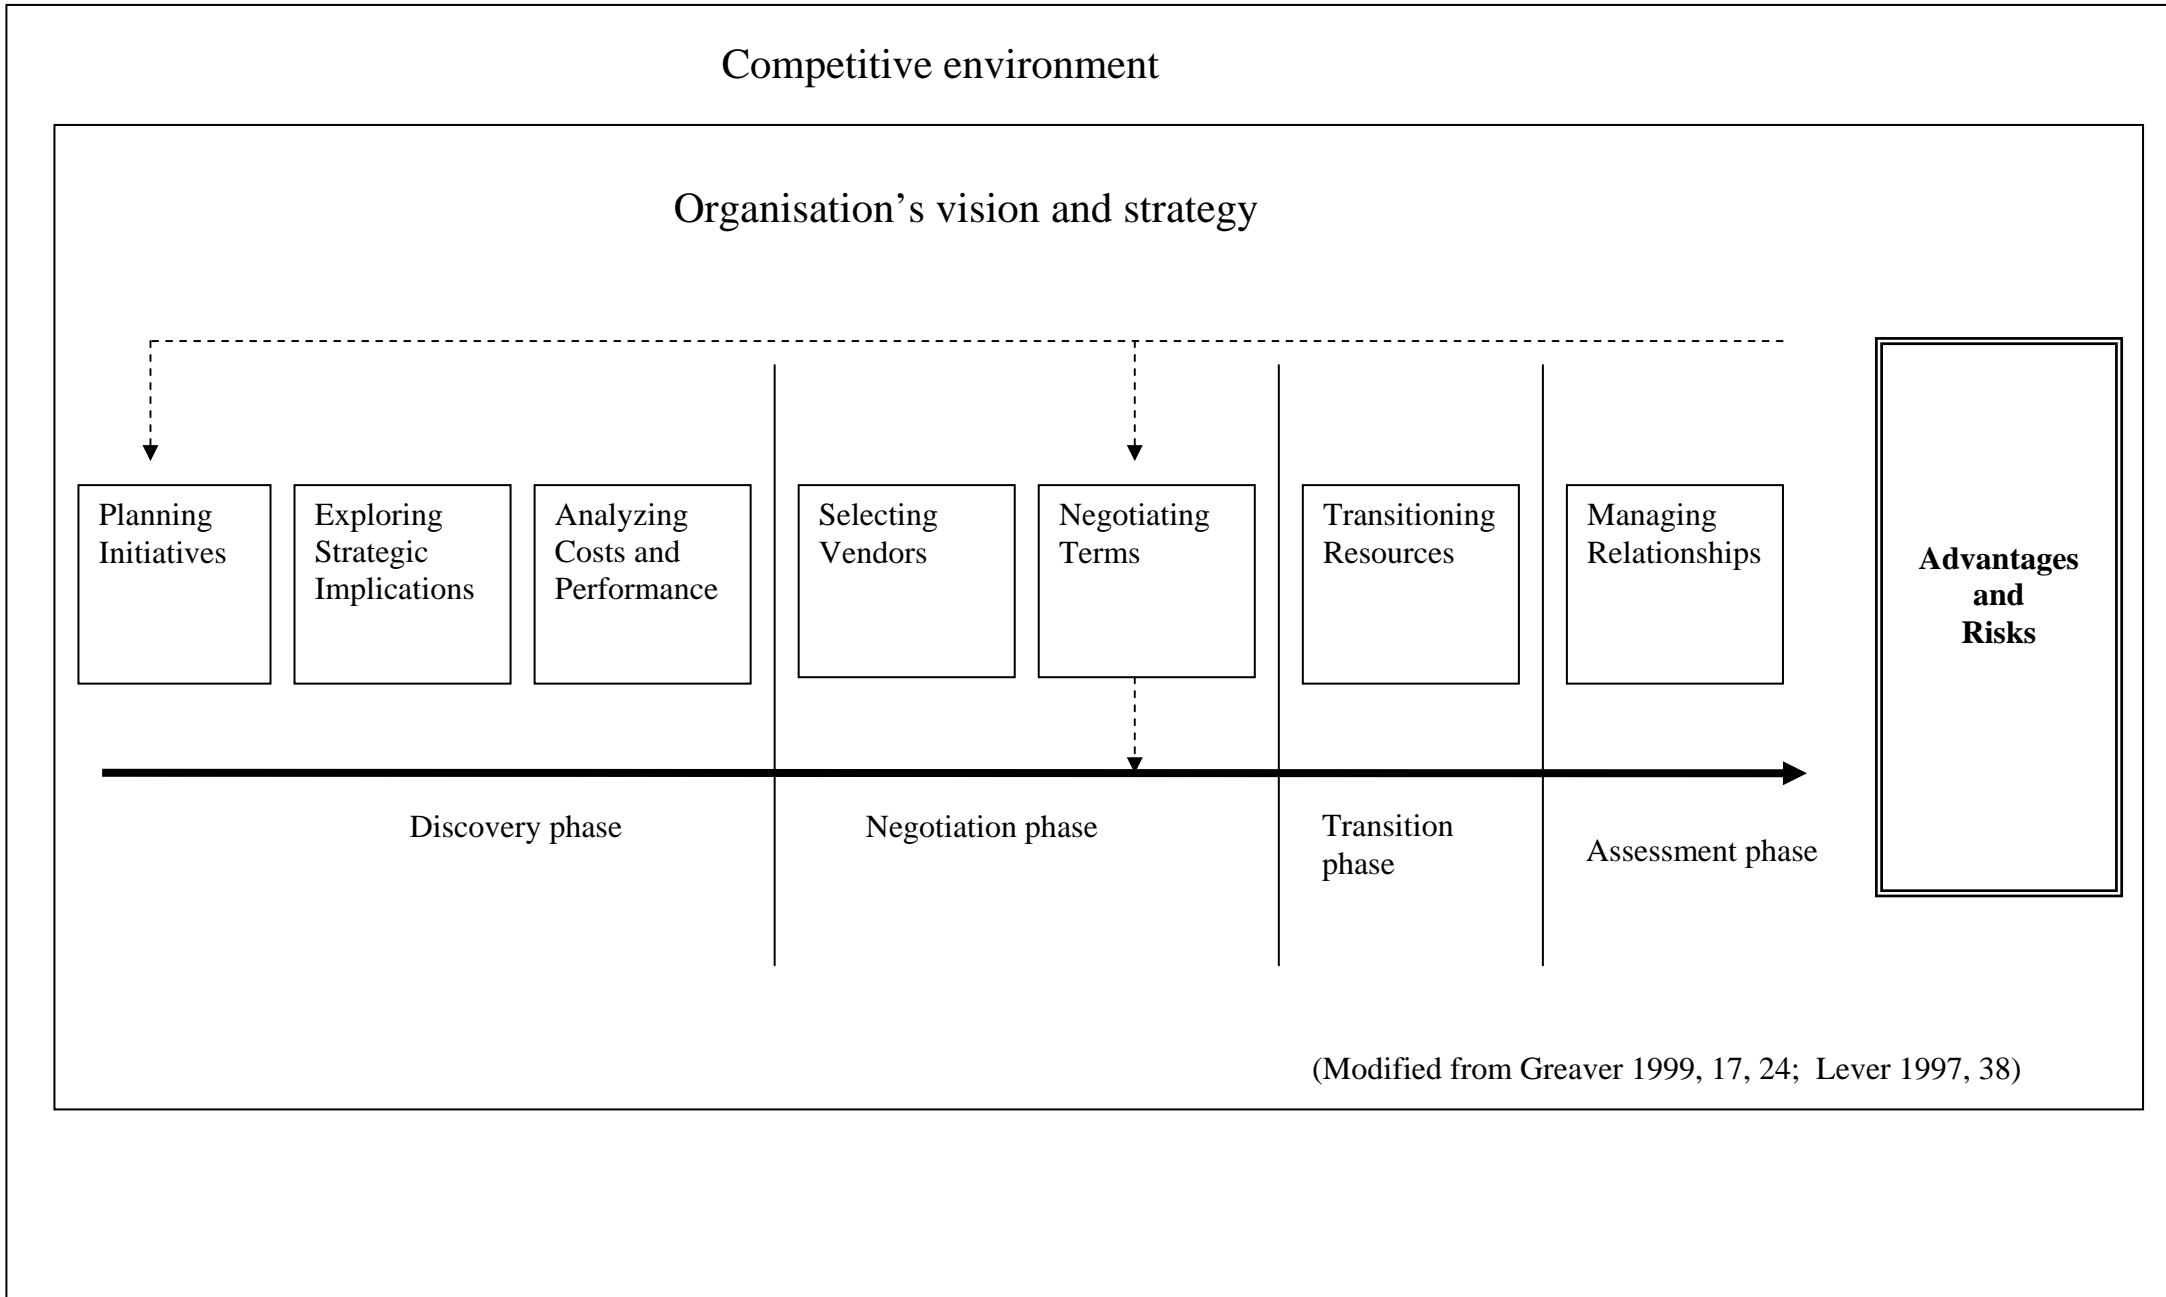 Competitive environment
Organisation’s vision and strategy
Planning
Initiatives
Exploring
Strategic
Implications
Analyzing
Costs and
Performance
Selecting
Vendors
Negotiating
Terms
Transitioning
Resources
Managing
Relationships
Advantages
and
Risks
Discovery phase
Negotiation phase
Transition
phase
Assessment phase
(Modified from Greaver 1999, 17, 24;  Lever 1997, 38)